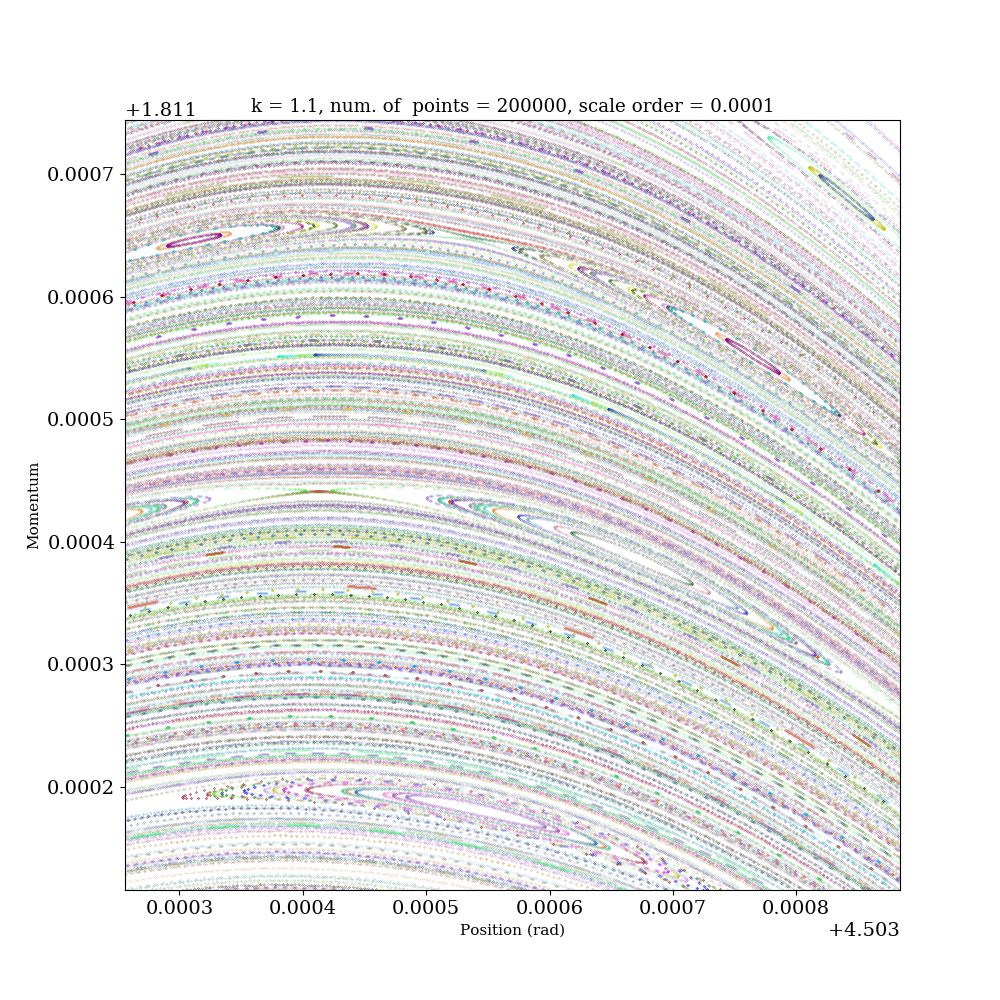 +1.811
k = 1.1, num. of  points = 200000, scale order = 0.0001
0.0007
0.0006
0.0005
0.0004
0.0003
0.0002
Momentum
0.0003 0.0004 0.0005 0.0006 0.0007 0.0008
+4.503
Position (rad)